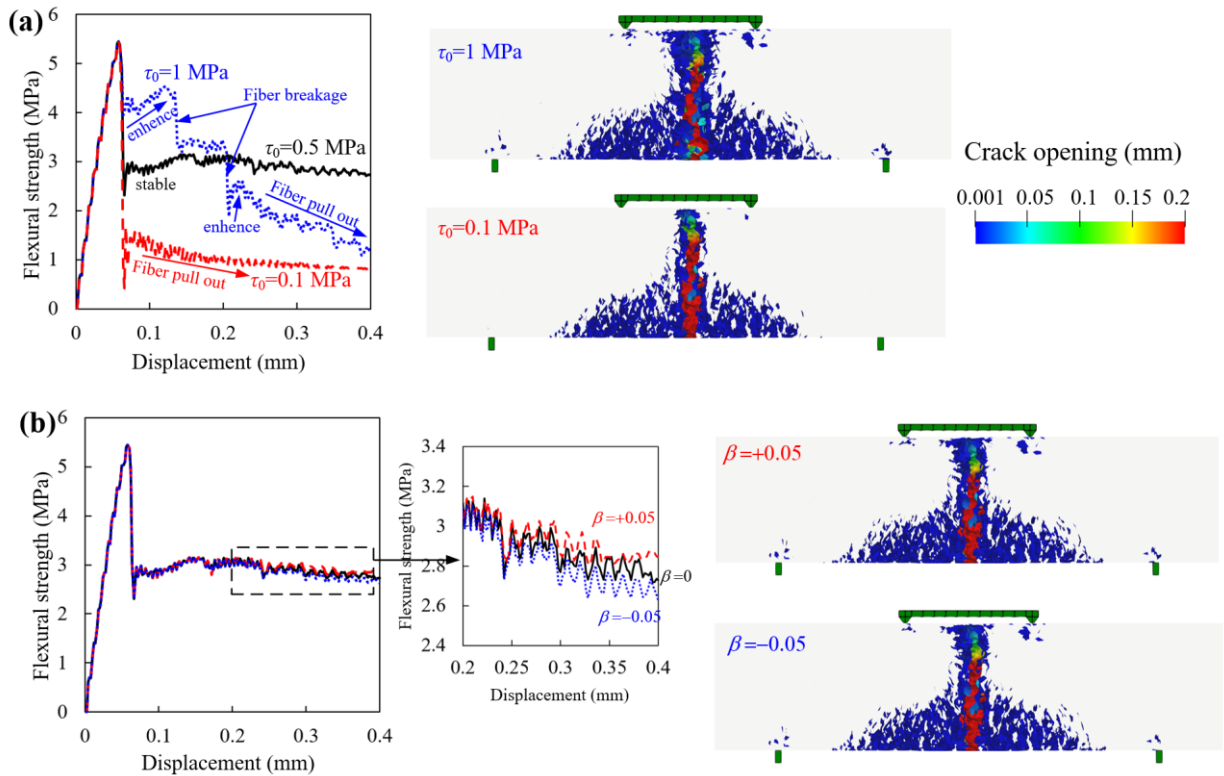 (a)
6
5
4
3
2
1
0
0
0.1
0.2
0.3
0.4
Flexural strength (MPa)
Displacement (mm)
τ₀=1 MPa
Fiber breakage
enhence
τ₀=0.5 MPa
stable
Fiber pull out
enhence
Fiber pull out
τ₀=0.1 MPa
τ₀=1 MPa
τ₀=0.1 MPa
Crack opening (mm)
0.001 0.05 0.1 0.15 0.2
(b)
6
5
4
3
2
1
0
0
0.1
0.2
0.3
0.4
Flexural strength (MPa)
Displacement (mm)
3.4
3.2
3
2.8
2.6
2.4
0.2
0.25
0.3
0.35
0.4
Flexural strength (MPa)
Displacement (mm)
β=+0.05
β=0
β=−0.05
β=+0.05
β=−0.05